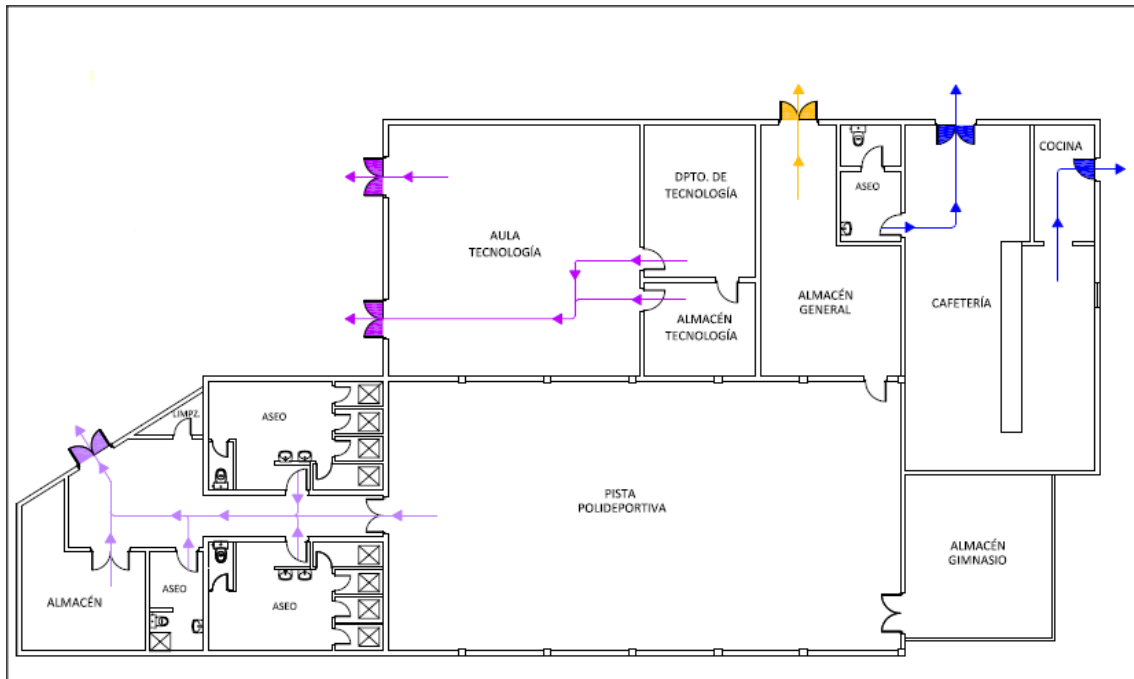 COCINA
DPTO. DE
TECNOLOGÍA
ASEO
AULA
TECNOLOGÍA
ALMACÉN
GENERAL
CAFETERÍA
ALMACÉN
TECNOLOGÍA
LIMPZ.
ASEO
PISTA
POLIDEPORTIVA
ALMACÉN
GIMNASIO
ASEO
ALMACÉN
ASEO